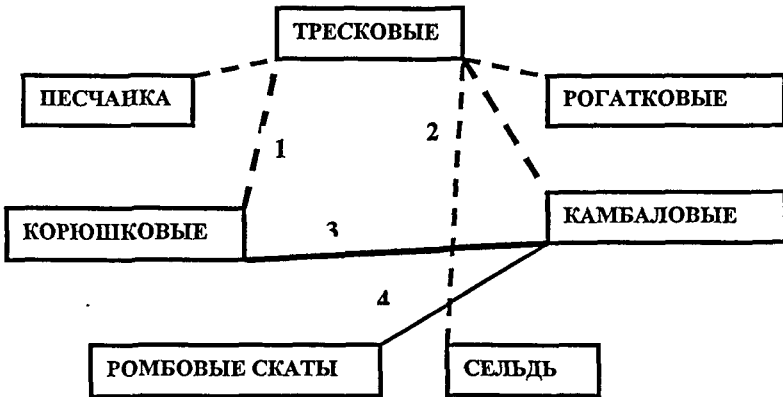 ТРЕСКОВЫЕ
ПЕСЧАНКА
РОГАТКОВЫЕ
1
2
КОРЮШКОВЫЕ
3
КАМБАЛОВЫЕ
4
РОМБОВЫЕ СКАТЫ
СЕЛЬДЬ